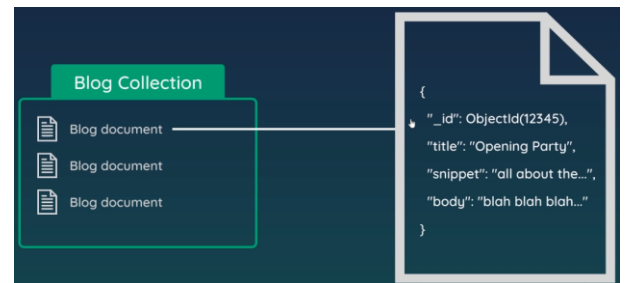 Blog Collection
Blog document
Blog document
Blog document
{
"_id": ObjectId(12345),
"title": "Opening Party",
"snippet": "all about the...",
"body": "blah blah blah..."
}